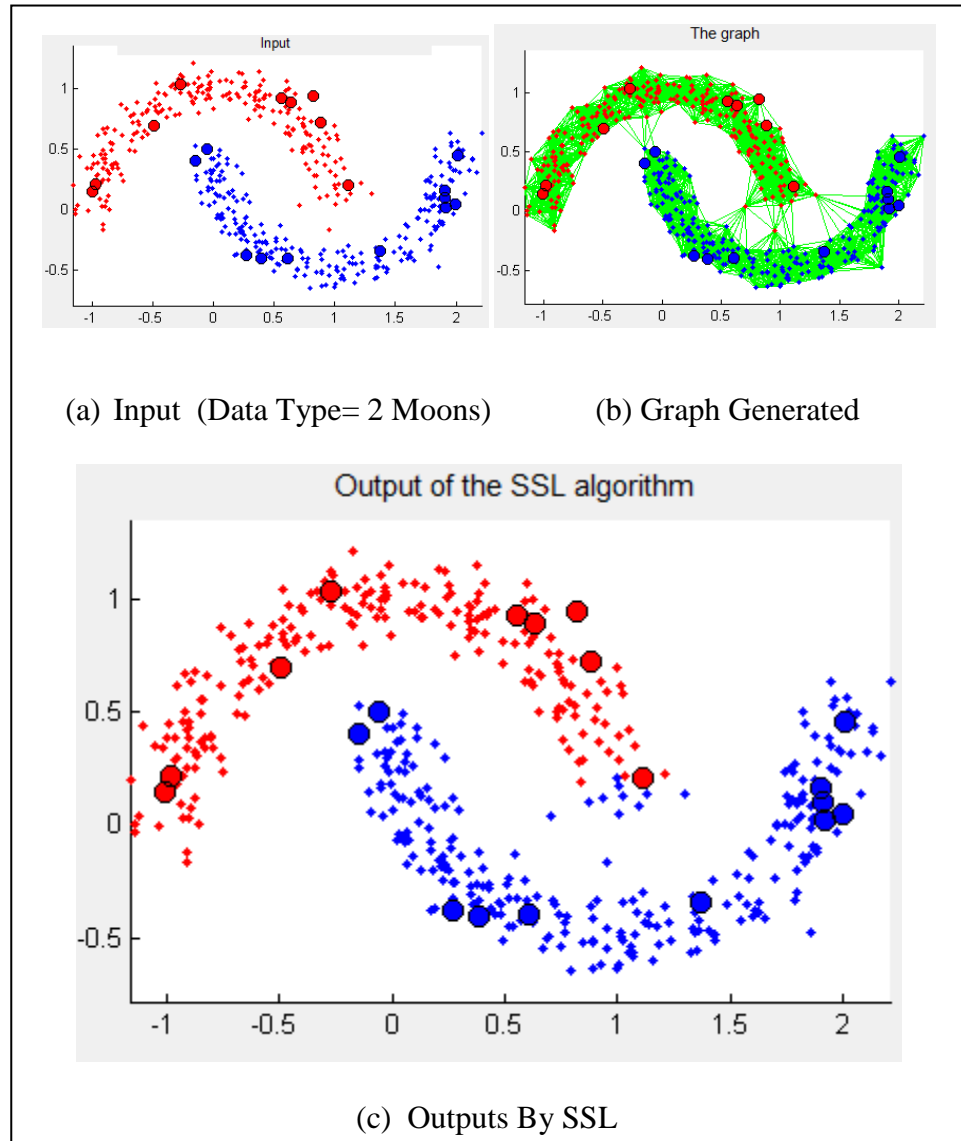 Input
1
0.5
0
-0.5
-1 -0.5 0 0.5 1 1.5 2
The graph
1
0.5
0
-0.5
-1 -0.5 0 0.5 1 1.5 2
(a) Input (Data Type= 2 Moons)
(b) Graph Generated
Output of the SSL algorithm
1
0.5
0
-0.5
-1 -0.5 0 0.5 1 1.5 2
(c) Outputs By SSL